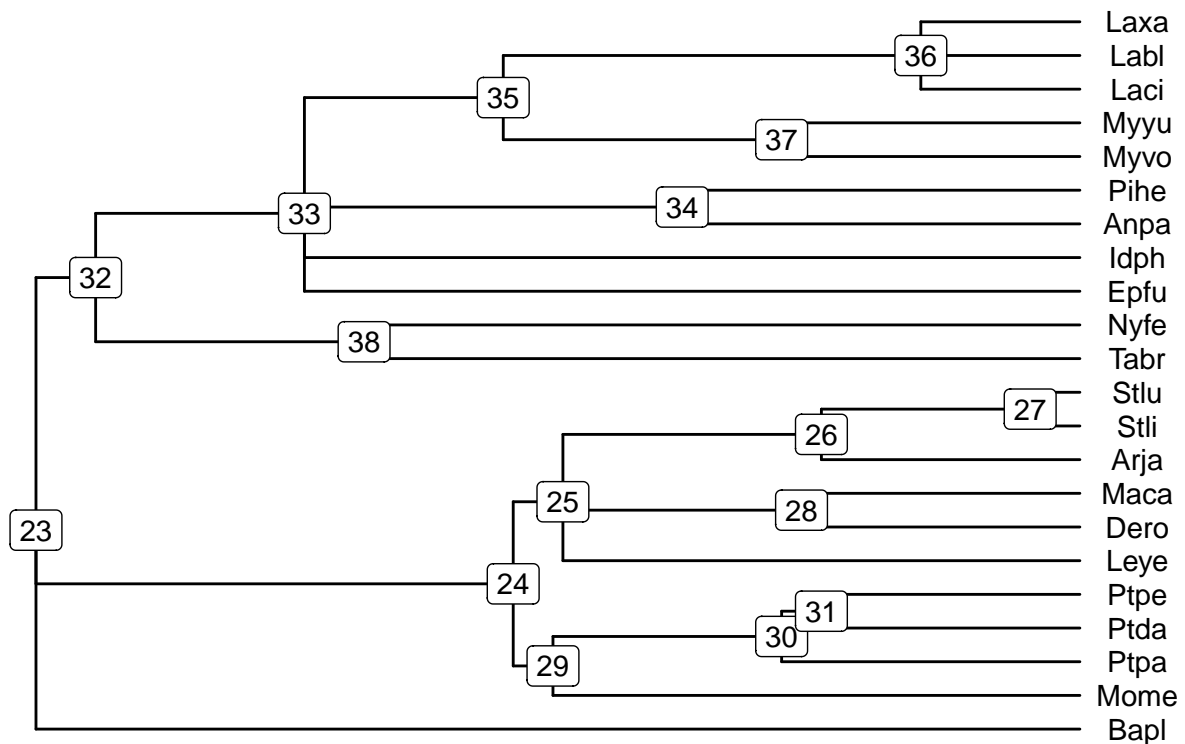 Laxa
36 Labl
35 Laci
Myyu
37
Myvo
Pihe
33 34
Anpa
32 Idph
Epfu
Nyfe
38
Tabr
Stlu
27
26 Stli
Arja
25 Maca
28
23 Dero
Leye
24 Ptpe
31
30 Ptda
29 Ptpa
Mome
Bapl